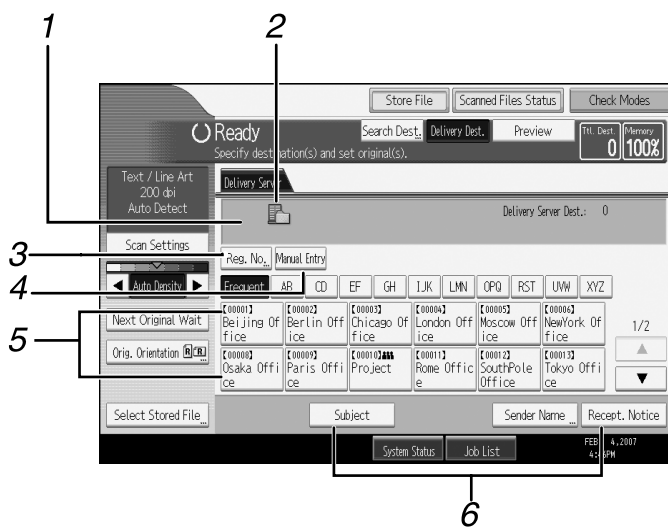 1 2
Store File Scanned Files Status Check Modes
Ready Search Dest. Delivery Dest. Preview Ttl. Dest. 0 Memory 100%
Specify destination(s) and set original(s).
Text / Line Art
200 dpi
Auto Detect
Delivery Server
1
Delivery Server Dest.: 0
Scan Settings
3 Reg. No. Manual Entry
4 Auto Density Frequent AB CD EF GH IJK LMN OPQ RST UVW XYZ
5
Next Original Wait
[00001] Beijing Office [00002] Berlin Office [00003] Chicago Office [00004] London Office [00005] Moscow Office [00006] NewYork Office
1/2
Orig. Orientation R R
[00008] Osaka Office [00009] Paris Office [00010] Project [00011] Rome Office [00012] SouthPole Office [00013] Tokyo Office
Select Stored File Subject Sender Name Recept. Notice
System Status Job List FEB 4,2007
6